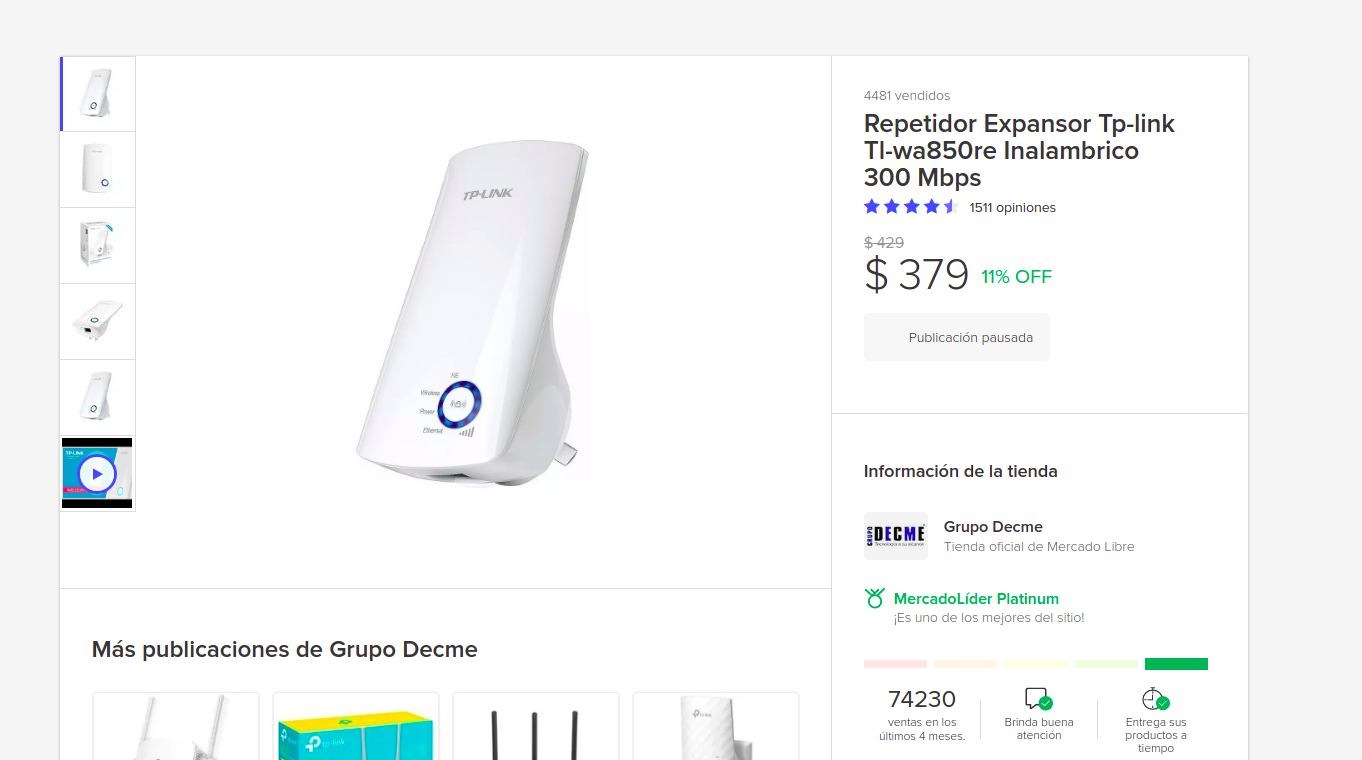 4481 vendidos
Repetidor Expansor Tp-link
Tl-wa850re Inalambrico
300 Mbps
1511 opiniones
$ 429
$ 379 11% OFF
Publicación pausada
TP-LINK
RE
Wireless
Power
Ethernet
Información de la tienda
GRUPO DECME
Grupo Decme
Tienda oficial de Mercado Libre
MercadoLíder Platinum
¡Es uno de los mejores del sitio!
74230
ventas en los
últimos 4 meses.
Brinda buena
atención
Entrega sus
productos a
tiempo
Más publicaciones de Grupo Decme
tp-link